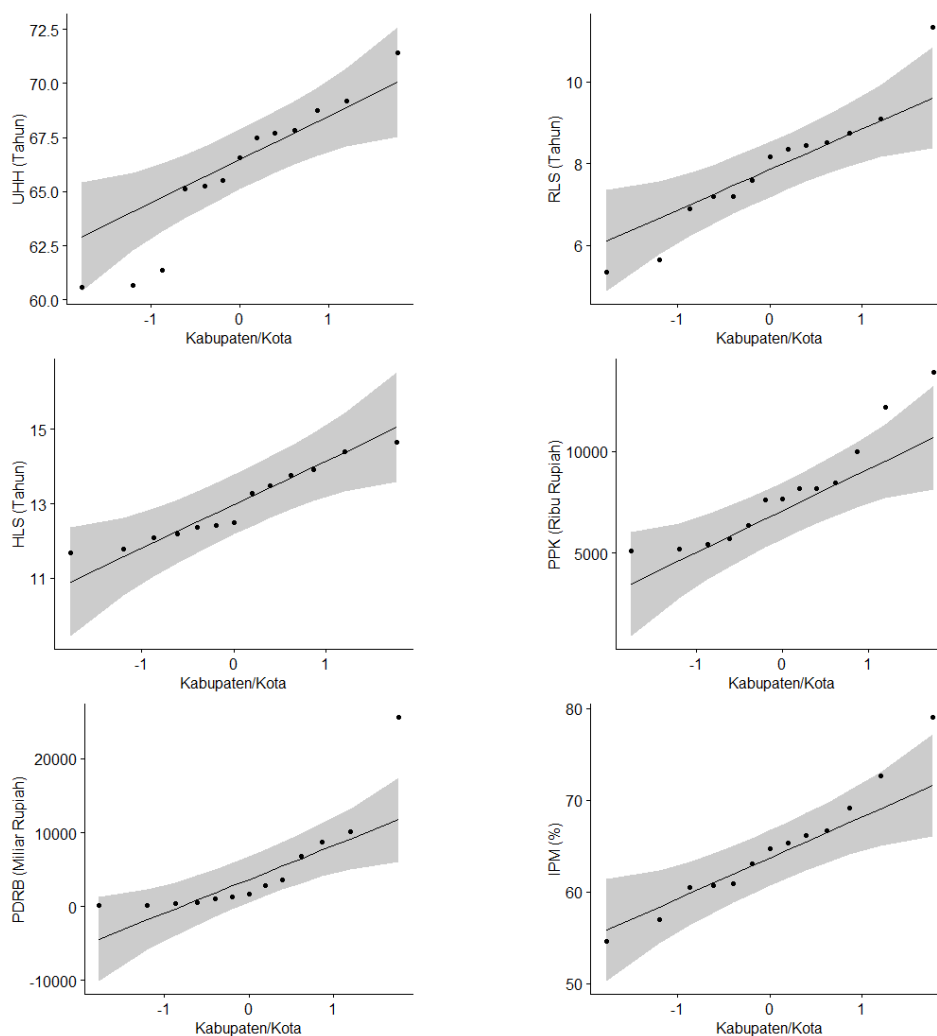 72.5
70.0
67.5
65.0
62.5
60.0
UHH (Tahun)
-1 0 1
Kabupaten/Kota
10
8
6
RLS (Tahun)
-1 0 1
Kabupaten/Kota
15
13
11
HLS (Tahun)
-1 0 1
Kabupaten/Kota
10000
5000
PPK (Ribu Rupiah)
-1 0 1
Kabupaten/Kota
20000
10000
0
-10000
PDRB (Miliar Rupiah)
-1 0 1
Kabupaten/Kota
80
70
60
50
IPM (%)
-1 0 1
Kabupaten/Kota